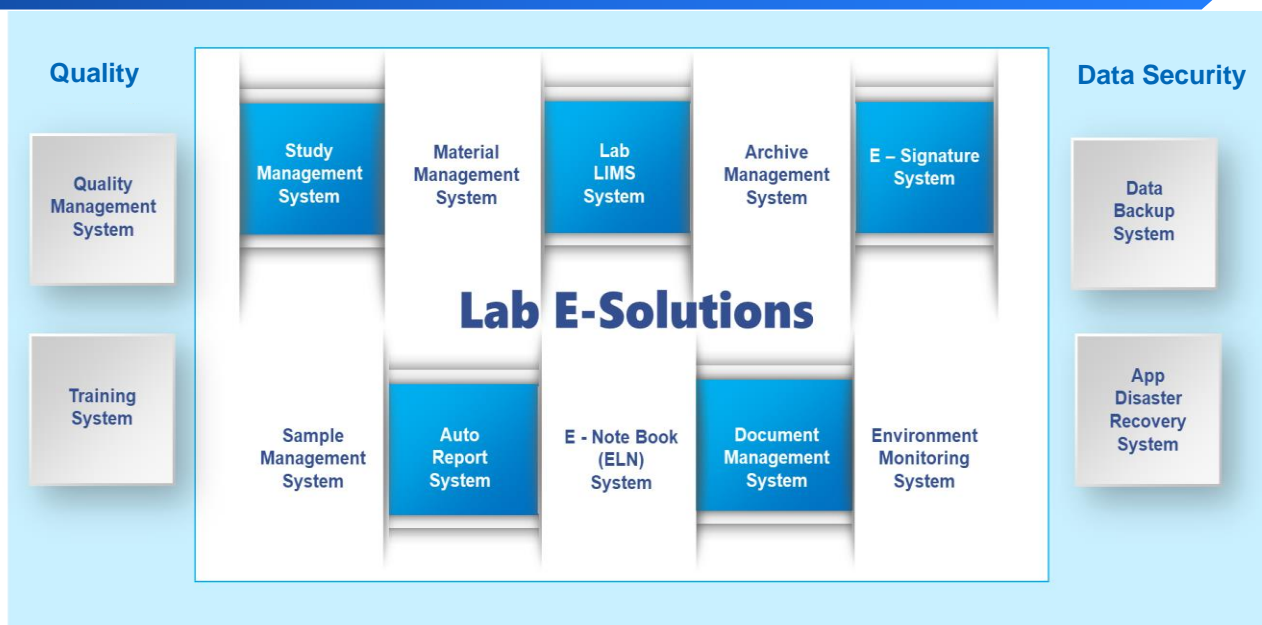 Quality
Data Security
Quality
Management
System
Training
System
Study
Management
System
Material
Management
System
Lab
LIMS
System
Archive
Management
System
E – Signature
System
Lab E-Solutions
Sample
Management
System
Auto
Report
System
E - Note Book
(ELN)
System
Document
Management
System
Environment
Monitoring
System
Data
Backup
System
App
Disaster
Recovery
System